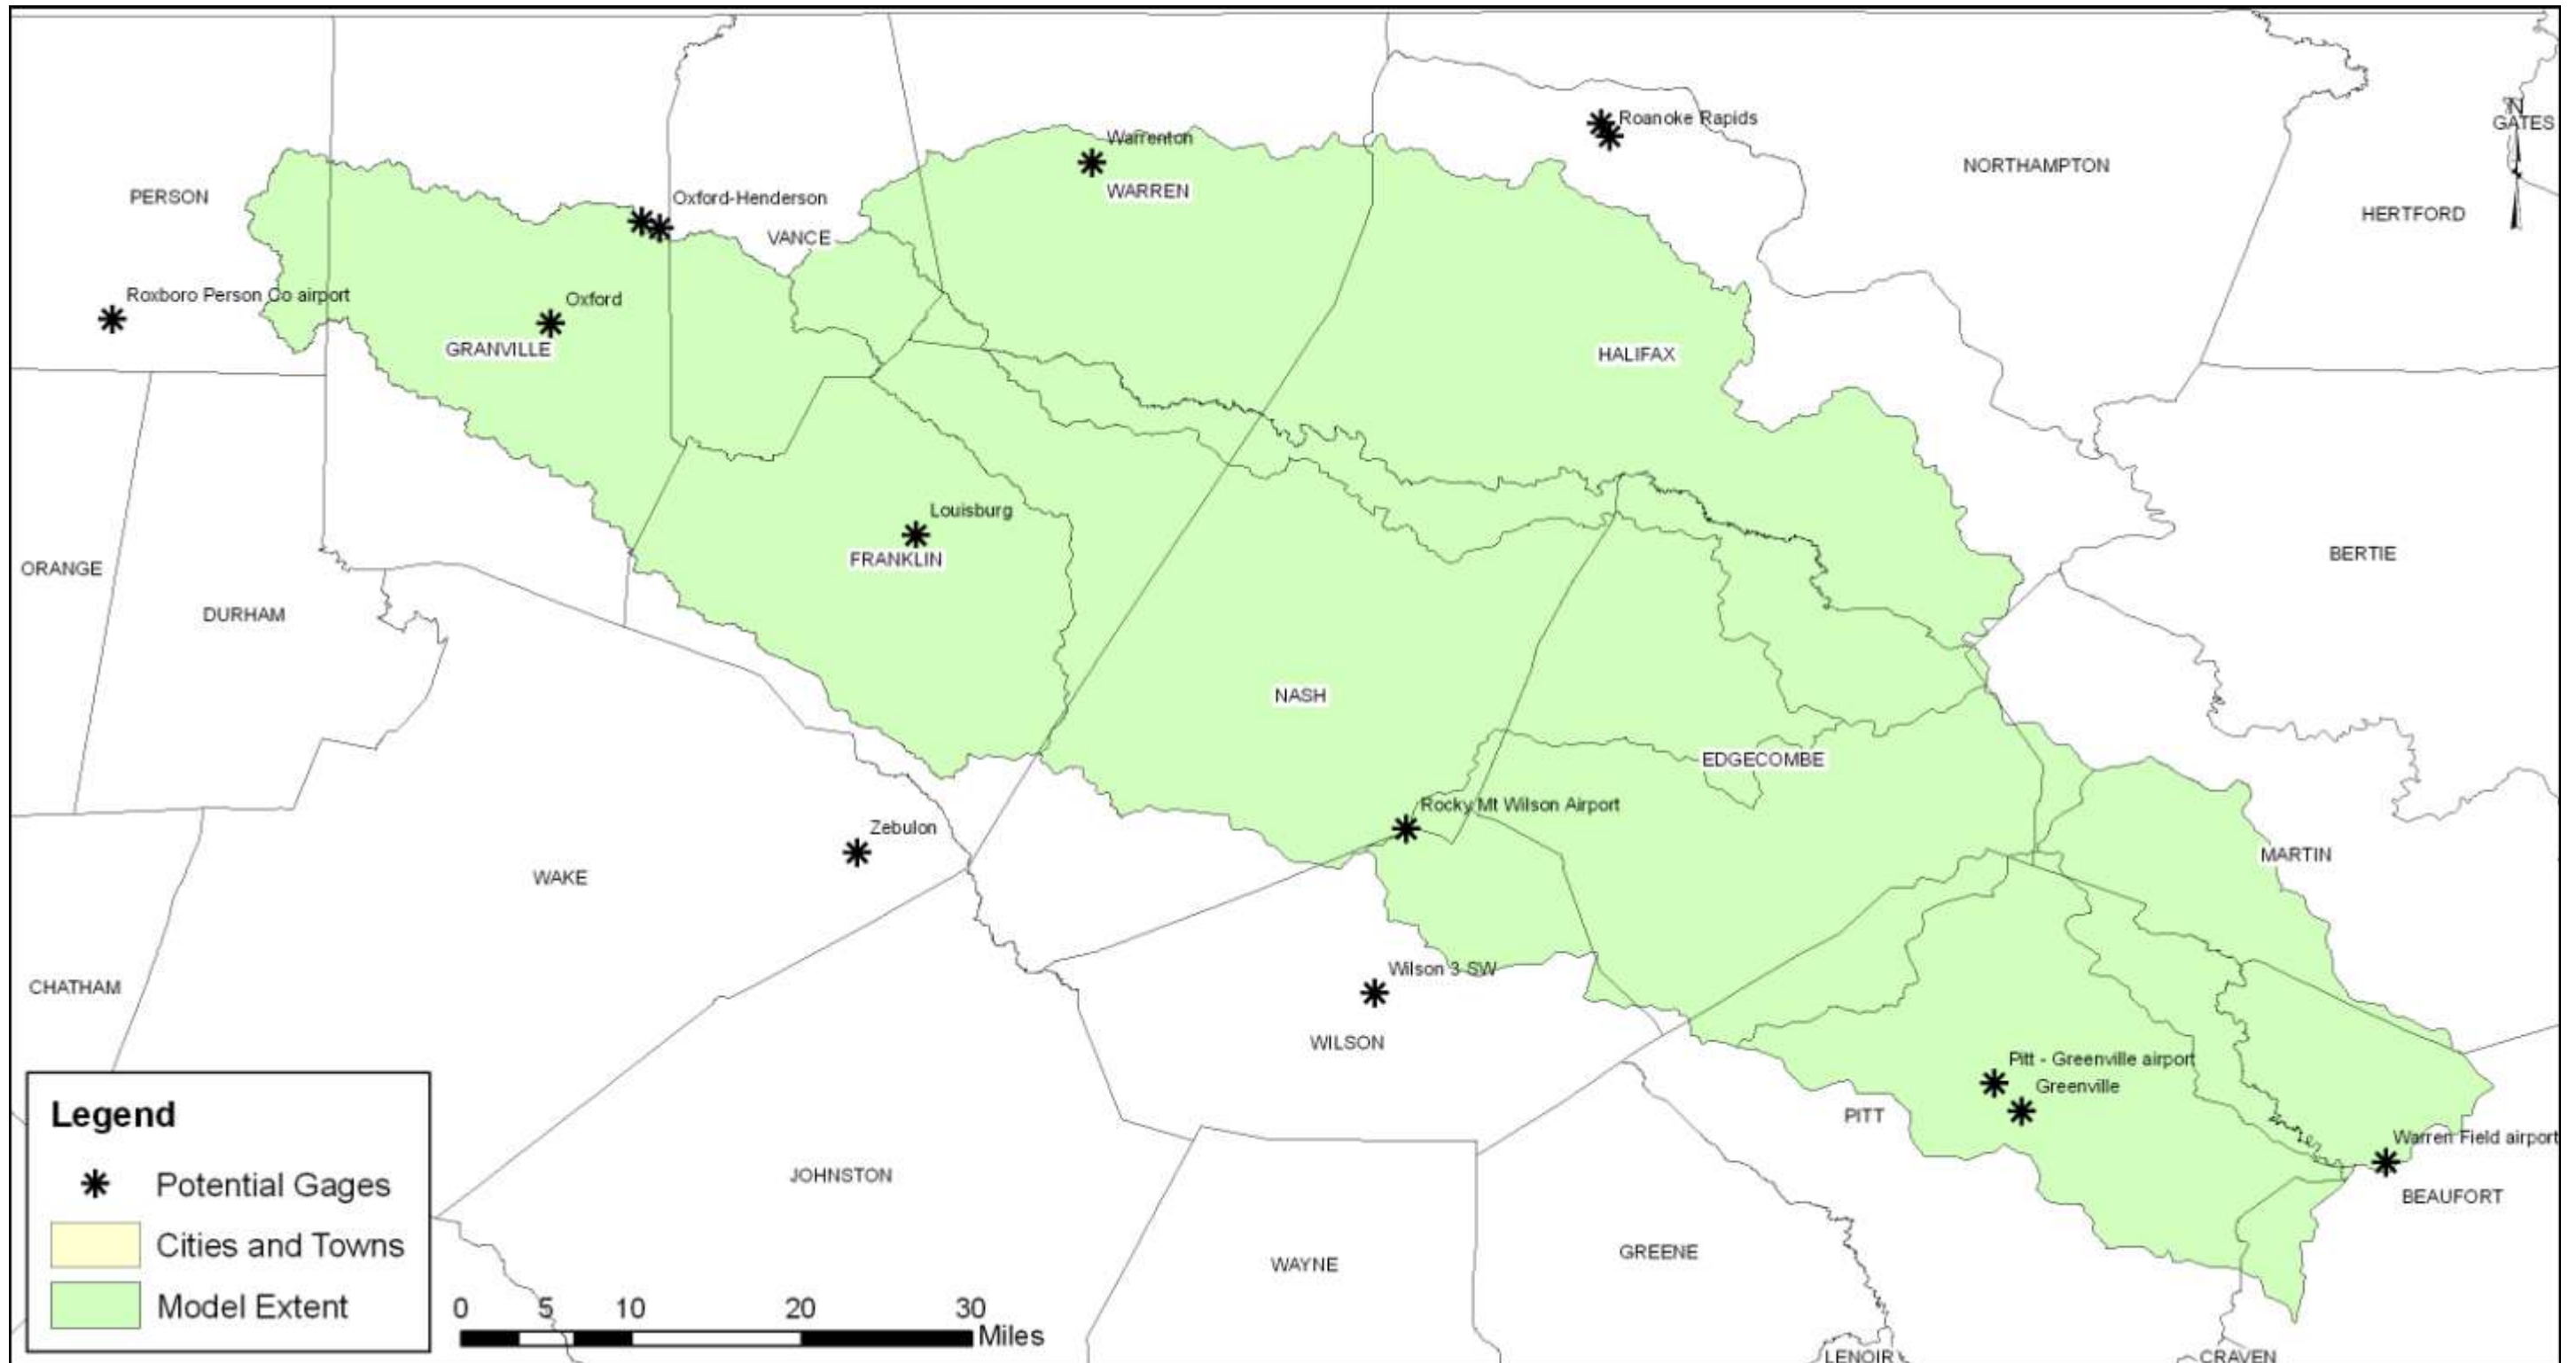 N
GATES
Roanoke Rapids
Warrenton
NORTHAMPTON
WARREN
PERSON
Oxford-Henderson
HERTFORD
VANCE
Roxboro Person Co airport
Oxford
GRANVILLE
HALIFAX
Louisburg
FRANKLIN
BERTIE
ORANGE
DURHAM
NASH
EDGECOMBE
Rocky Mt Wilson Airport
Zebulon
MARTIN
WAKE
Wilson 3 SW
CHATHAM
WILSON
Pitt - Greenville airport
Greenville
PITT
Warren Field airport
BEAUFORT
JOHNSTON
GREENE
WAYNE
LENOIR
CRAVEN
Legend
Potential Gages
Cities and Towns
Model Extent
0 5 10 20 30
Miles